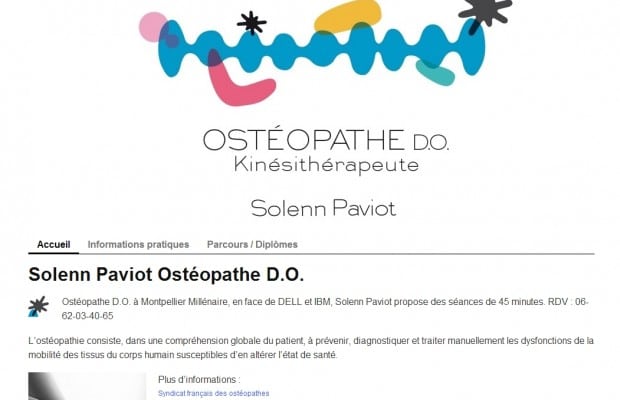 OSTÉOPATHE D.O.
Kinésithérapeute
Solenn Paviot
Accueil Informations pratiques Parcours / Diplômes
Solenn Paviot Ostéopathe D.O.
Ostéopathe D.O. à Montpellier Millénaire, en face de DELL et IBM, Solenn Paviot propose des séances de 45 minutes. RDV : 06-
62-03-40-65
L'ostéopathie consiste, dans une compréhension globale du patient, à prévenir, diagnostiquer et traiter manuellement les dysfonctions de la
mobilité des tissus du corps humain susceptibles d'en altérer l'état de santé.
Plus d'informations :
Syndicat français des ostéopathes